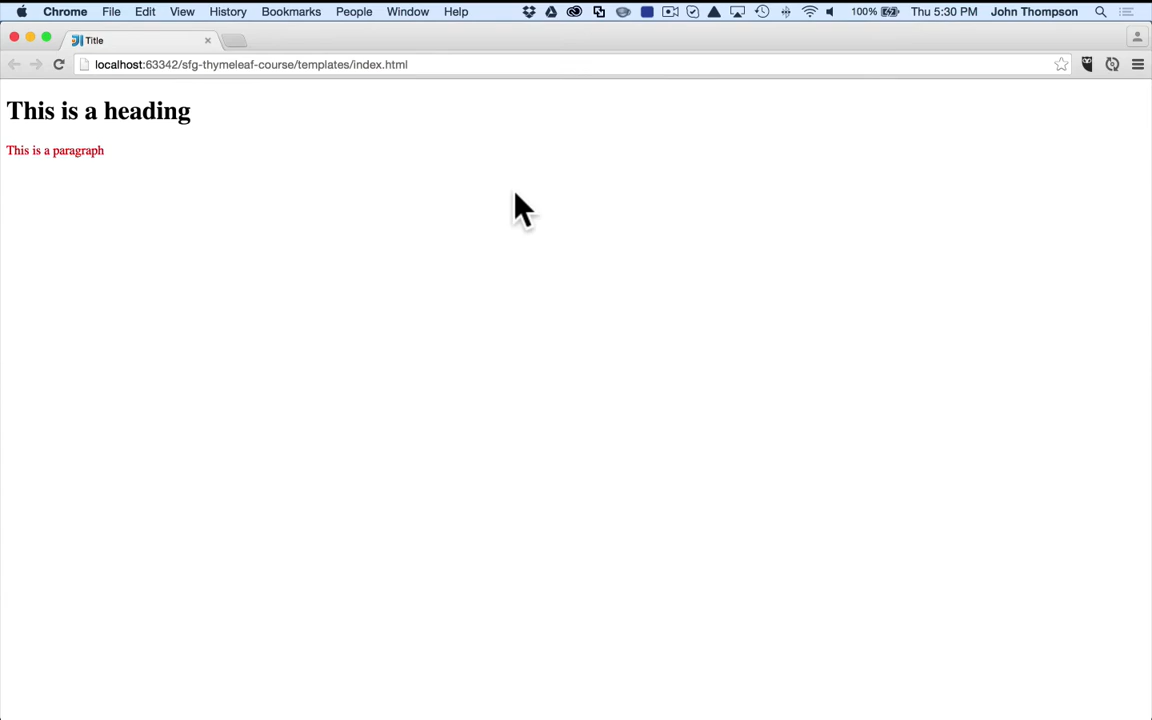 Chrome File Edit View History Bookmarks People Window Help 100% Thu 5:30 PM John Thompson
Title
localhost:63342/sfg-thymeleaf-course/templates/index.html
This is a heading
This is a paragraph